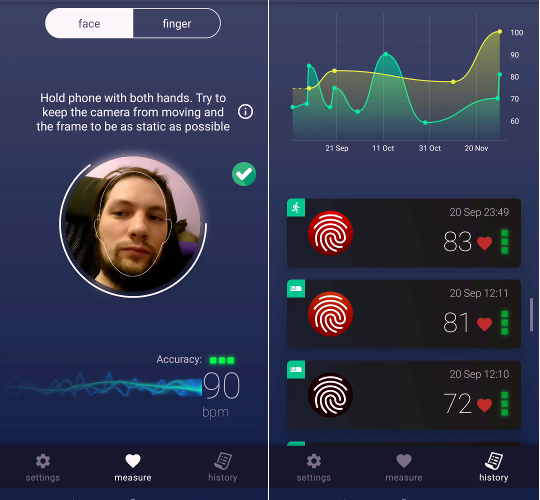 face
finger
Hold phone with both hands. Try to
keep the camera from moving and
the frame to be as static as possible
Accuracy:
90
bpm
settings
measure
history
100
90
80
70
60
21 Sep
11 Oct
31 Oct
20 Nov
20 Sep 23:49
83
20 Sep 12:11
81
20 Sep 12:10
72
settings
measure
history